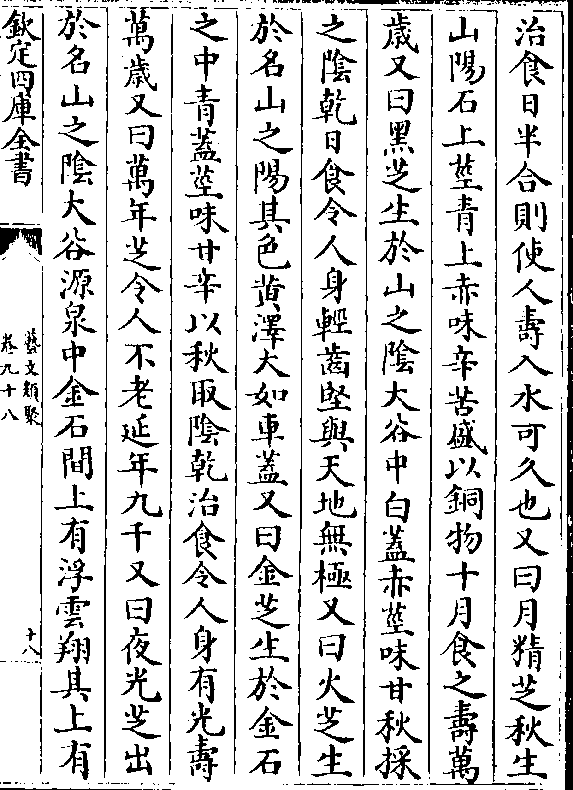 治食日半合則使人壽入水可久也又曰月精芝秋生
山陽石上莖青上赤味辛苦盛以銅物十月食之壽萬
歲又曰黑芝生於山之陰大谷中白蓋赤莖味甘秋採
之陰乾日食令人身輕齒堅與天地無極又曰火芝生
於名山之陽其色黃澤大如車蓋又曰金芝生於金石
之中青蓋莖味甘辛以秋取陰乾治食令人身有光壽
萬歲又曰萬年芝令人不老延年九千又曰夜光芝出
於名山之陰大谷源泉中金石間上有浮雲翔其上有
欽定四庫全書
藝文類聚
卷九十八
十八